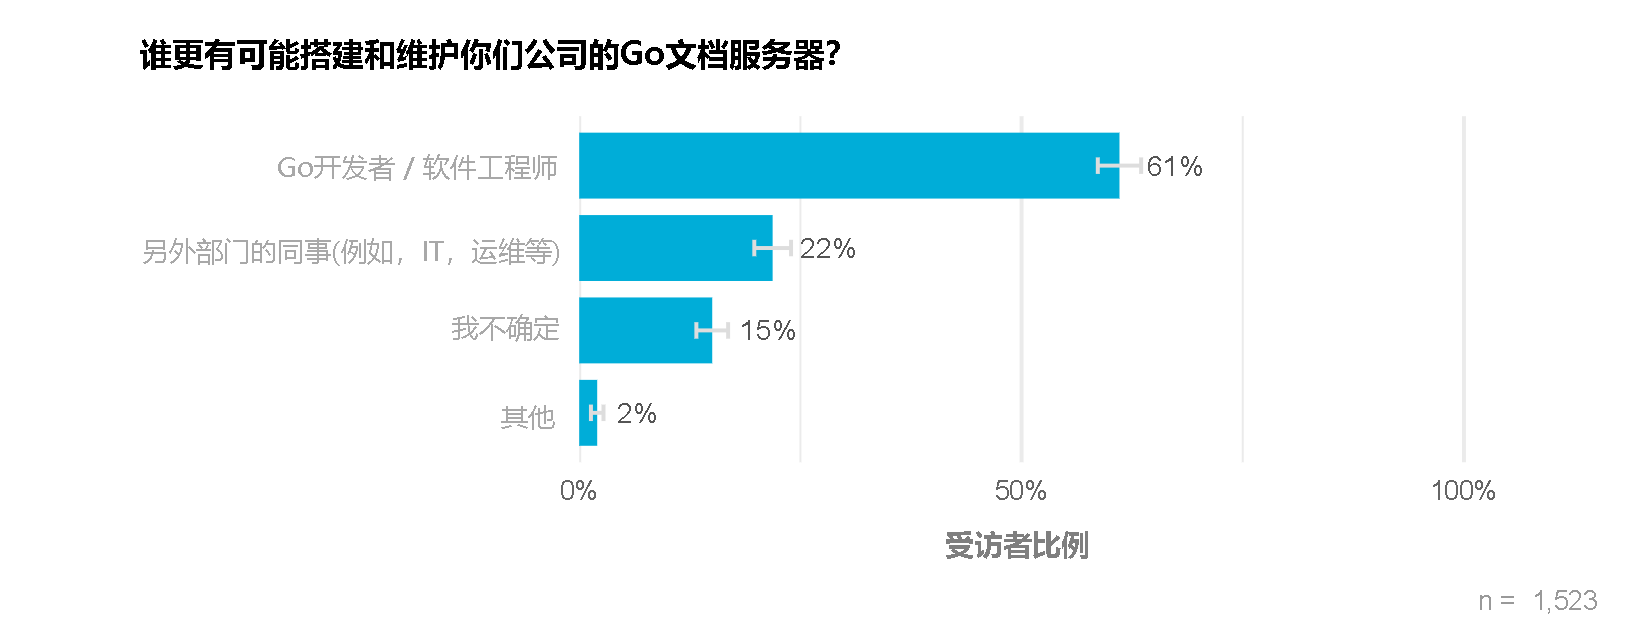 谁更有可能搭建和维护你们公司的Go文档服务器?
Go开发者 / 软件工程师
61%
另外部门的同事(例如，IT，运维等)
22%
我不确定
15%
其他
2%
0%
50%
100%
受访者比例
n = 1,523